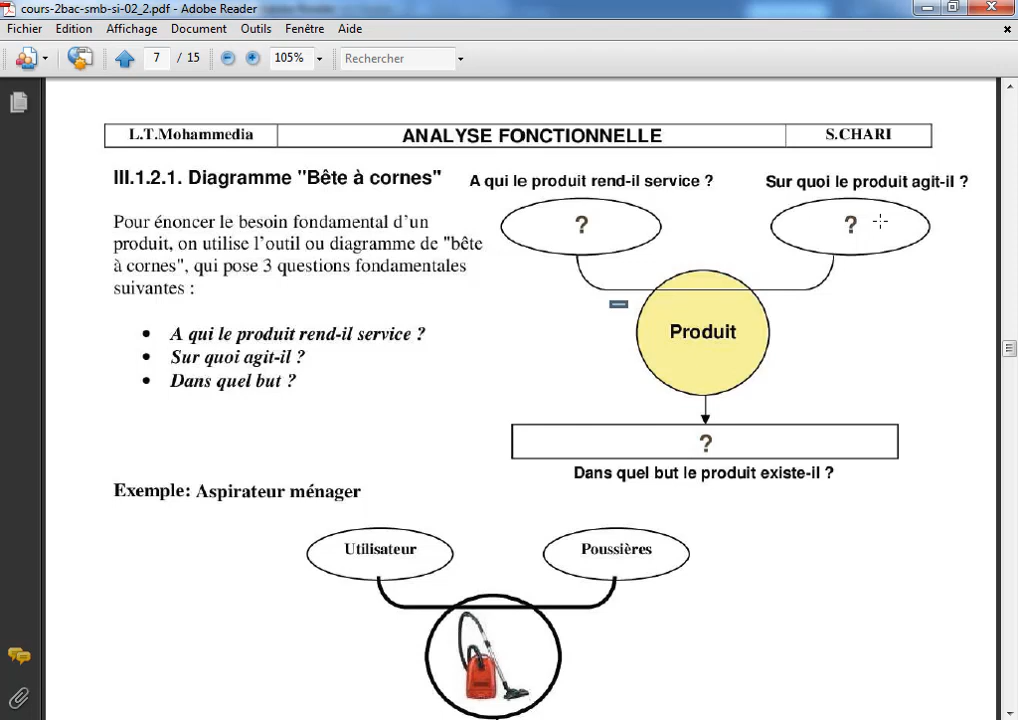 cours-2bac-smb-si-02_2.pdf - Adobe Reader
Fichier Edition Affichage Document Outils Fenêtre Aide
7 / 15 105% Rechercher
L.T.Mohammedia ANALYSE FONCTIONNELLE S.CHARI
III.1.2.1. Diagramme "Bête à cornes"
Pour énoncer le besoin fondamental d'un
produit, on utilise l'outil ou diagramme de "bête
à cornes", qui pose 3 questions fondamentales
suivantes :
• A qui le produit rend-il service ?
• Sur quoi agit-il ?
• Dans quel but ?
A qui le produit rend-il service ? Sur quoi le produit agit-il ?
? ?
Produit
?
Dans quel but le produit existe-il ?
Exemple: Aspirateur ménager
Utilisateur Poussières